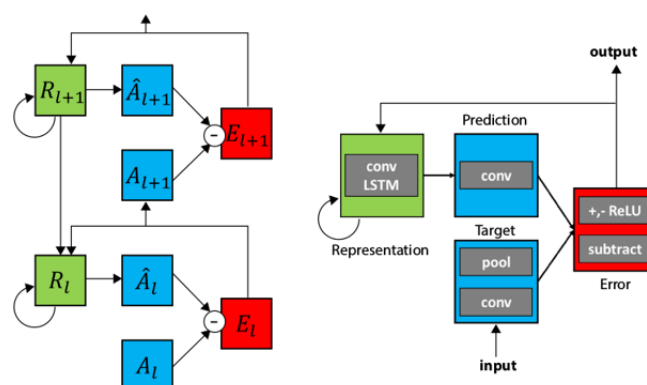 R_{l+1}
Â_{l+1}
−
E_{l+1}
A_{l+1}
R_l
Â_l
−
E_l
A_l
output
Prediction
conv
LSTM
conv
+,- ReLU
subtract
Representation
Target
pool
conv
Error
input